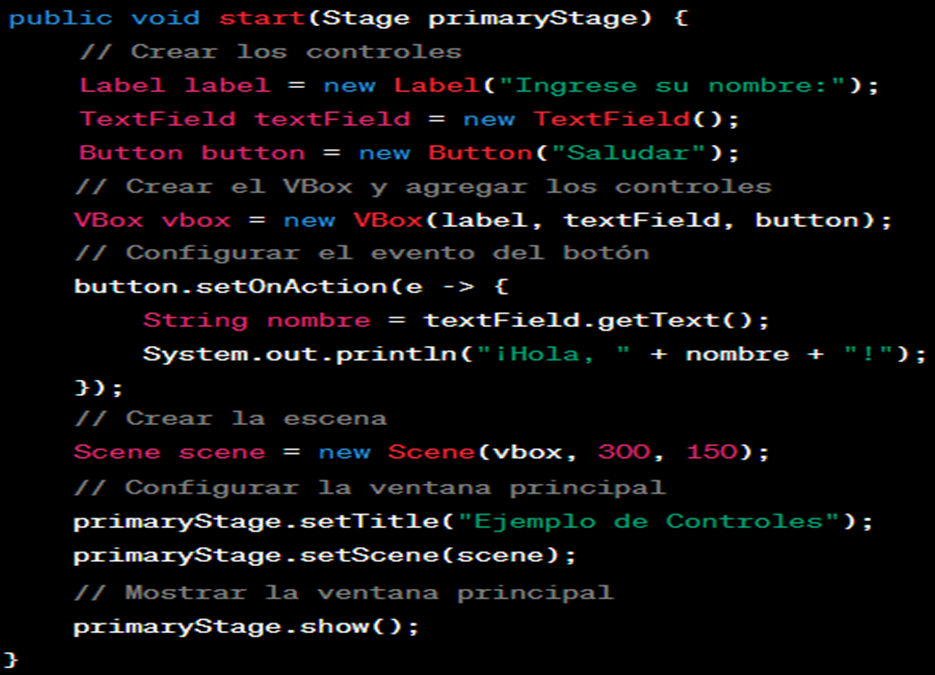 public void start(Stage primaryStage) {
// Crear los controles
Label label = new Label("Ingrese su nombre:");
TextField textField = new TextField();
Button button = new Button("Saludar");
// Crear el VBox y agregar los controles
VBox vbox = new VBox(label, textField, button);
// Configurar el evento del botón
button.setOnAction(e -> {
String nombre = textField.getText();
System.out.println("¡Hola, " + nombre + "!");
});
// Crear la escena
Scene scene = new Scene(vbox, 300, 150);
// Configurar la ventana principal
primaryStage.setTitle("Ejemplo de Controles");
primaryStage.setScene(scene);
// Mostrar la ventana principal
primaryStage.show();
}